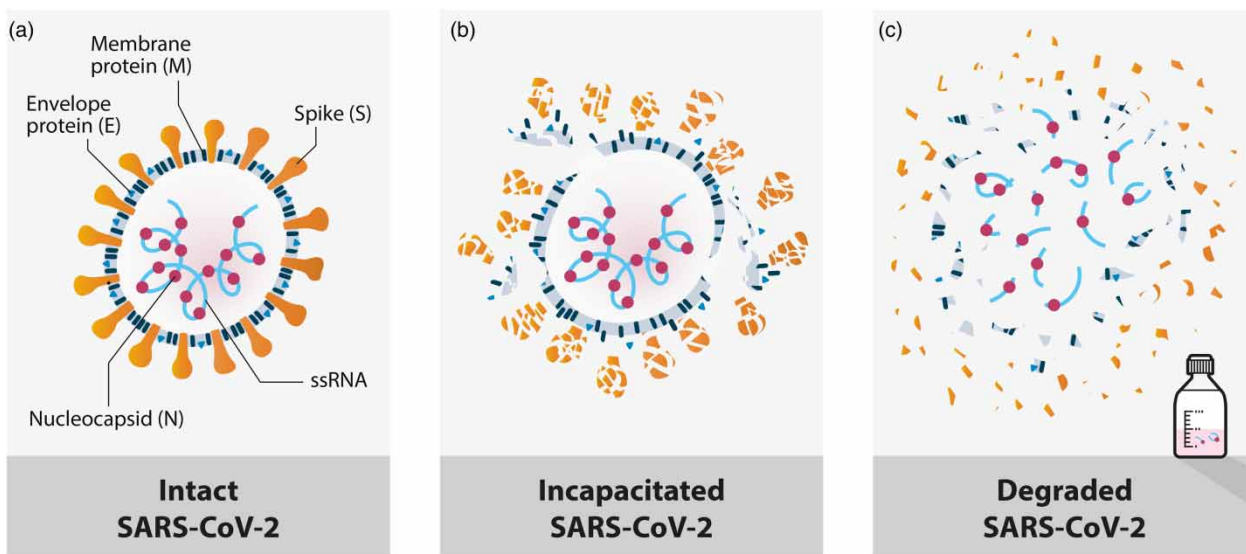 (a)
Membrane
protein (M)
Envelope
protein (E)
Spike (S)
ssRNA
Nucleocapsid (N)
Intact
SARS-CoV-2
(b)
Incapacitated
SARS-CoV-2
(c)
Degraded
SARS-CoV-2